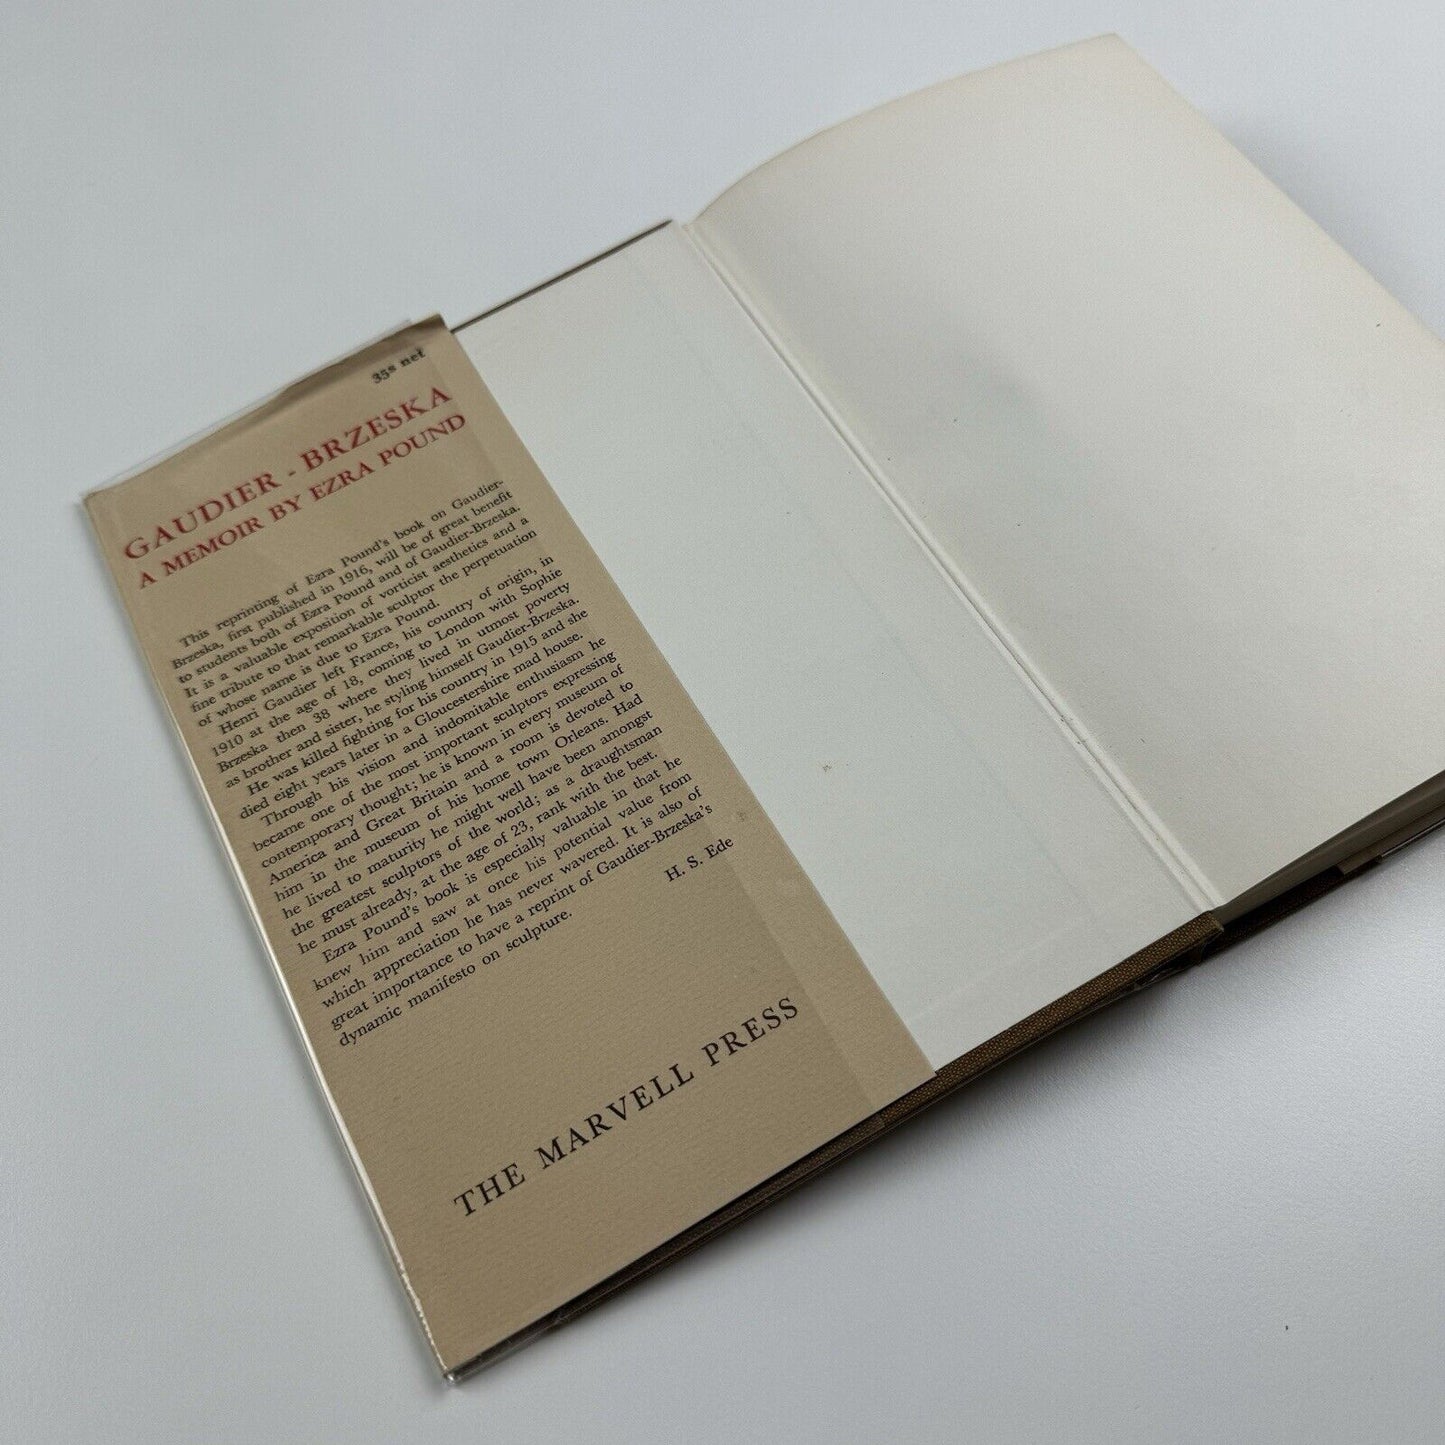 35s net
GAUDIER - BRZESKA
A MEMOIR BY EZRA POUND
This reprinting of Ezra Pound's book on Gaudier-
Brzeska, first published in 1916, will be of great benefit
to students both of Ezra Pound and of Gaudier-Brzeska.
It is a valuable exposition of vorticist aesthetics and a
fine tribute to that remarkable sculptor the perpetuation
of whose name is due to Ezra Pound.
Henri Gaudier left France, his country of origin, in
1910 at the age of 18, coming to London with Sophie
Brzeska then 38 where they lived in utmost poverty
as brother and sister, he styling himself Gaudier-Brzeska.
He was killed fighting for his country in 1915 and she
died eight years later in a Gloucestershire mad house.
Through his vision and indomitable enthusiasm he
became one of the most important sculptors expressing
contemporary thought; he is known in every museum of
America and Great Britain and a room is devoted to
him in the museum of his home town Orleans. Had
he lived to maturity he might well have been amongst
the greatest sculptors of the world; as a draughtsman
he must already, at the age of 23, rank with the best.
Ezra Pound's book is especially valuable in that he
knew him and saw at once his potential value from
which appreciation he has never wavered. It is also of
great importance to have a reprint of Gaudier-Brzeska's
dynamic manifesto on sculpture.
H. S. Ede
THE MARVELL PRESS